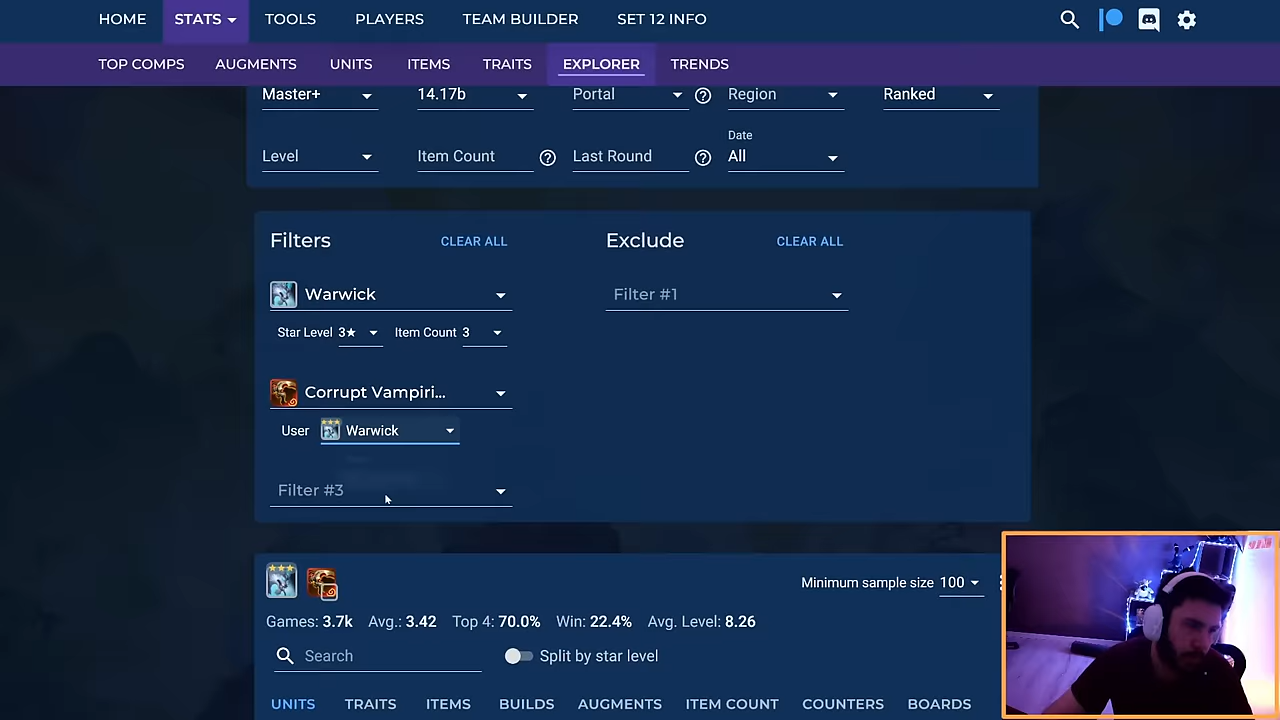 HOME STATS TOOLS PLAYERS TEAM BUILDER SET 12 INFO
TOP COMPS AUGMENTS UNITS ITEMS TRAITS EXPLORER TRENDS
Master+ 14.17b Portal Region Ranked
Date
Level Item Count Last Round All
Filters CLEAR ALL Exclude CLEAR ALL
Warwick Filter #1
Star Level 3★ Item Count 3
Corrupt Vampiri...
User Warwick
Filter #3
Minimum sample size 100
Games: 3.7k Avg.: 3.42 Top 4: 70.0% Win: 22.4% Avg. Level: 8.26
Search Split by star level
UNITS TRAITS ITEMS BUILDS AUGMENTS ITEM COUNT COUNTERS BOARDS